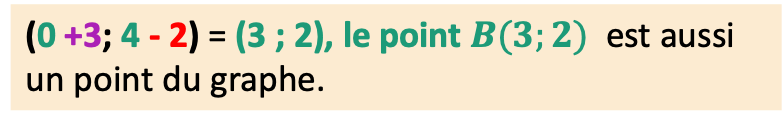 (0 +3; 4 - 2) = (3 ; 2), le point B(3; 2) est aussi
un point du graphe.